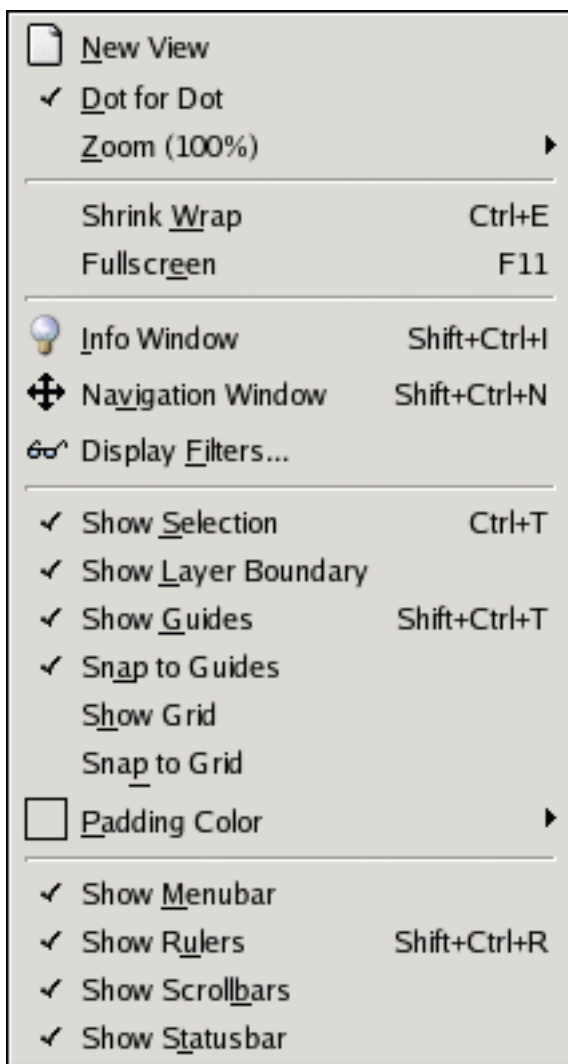 New View
Dot for Dot
Zoom (100%)
Shrink Wrap Ctrl+E
Fullscreen F11
Info Window Shift+Ctrl+I
Navigation Window Shift+Ctrl+N
Display Filters...
Show Selection Ctrl+T
Show Layer Boundary
Show Guides Shift+Ctrl+T
Snap to Guides
Show Grid
Snap to Grid
Padding Color
Show Menubar
Show Rulers Shift+Ctrl+R
Show Scrollbars
Show Statusbar